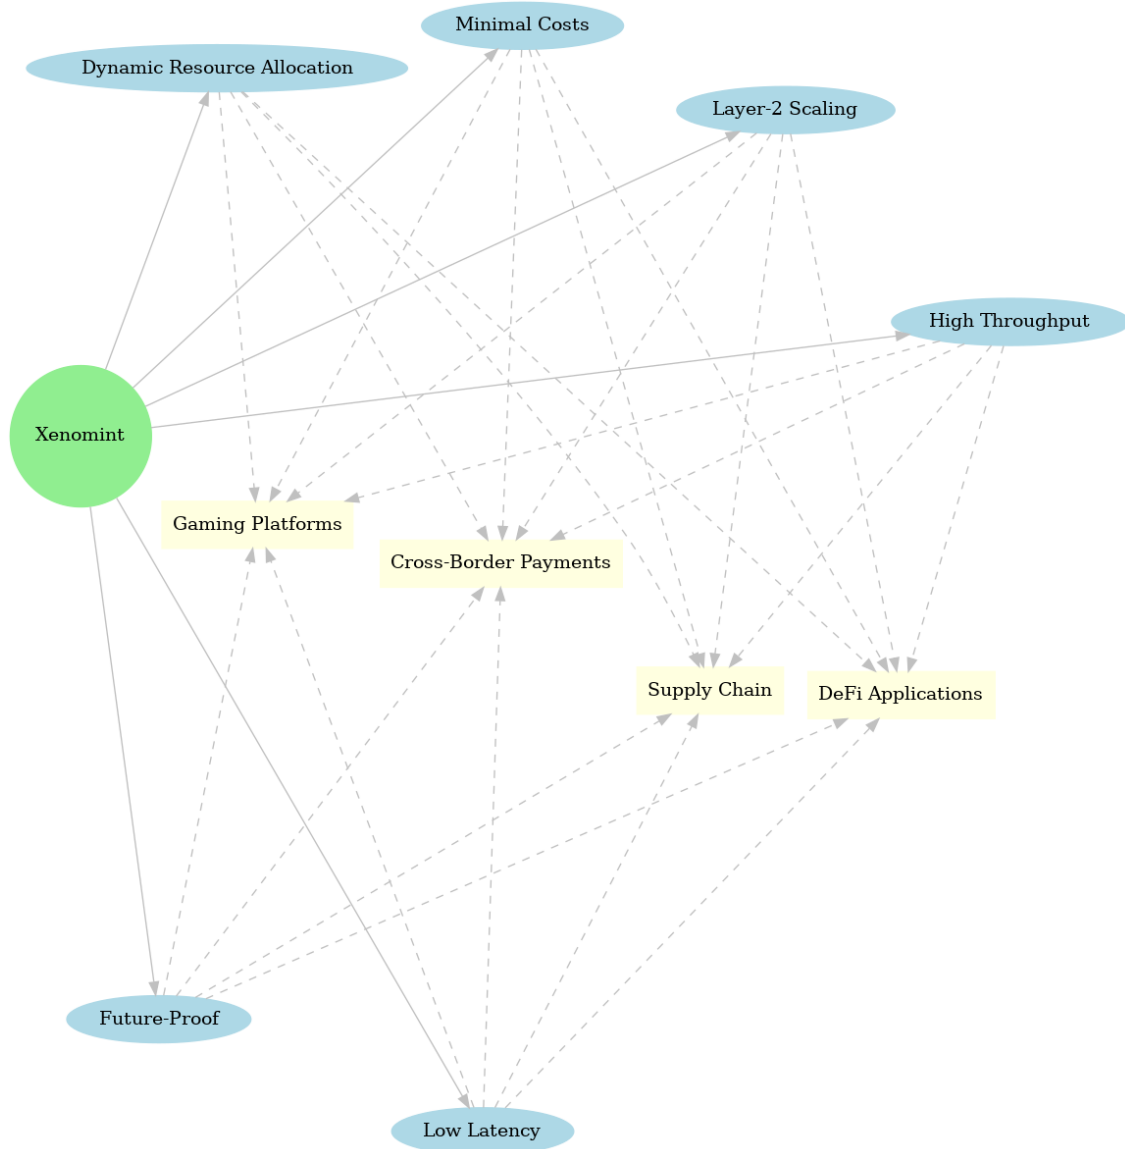 Minimal Costs
Dynamic Resource Allocation
Layer-2 Scaling
High Throughput
Xenomint
Gaming Platforms
Cross-Border Payments
Supply Chain
DeFi Applications
Future-Proof
Low Latency